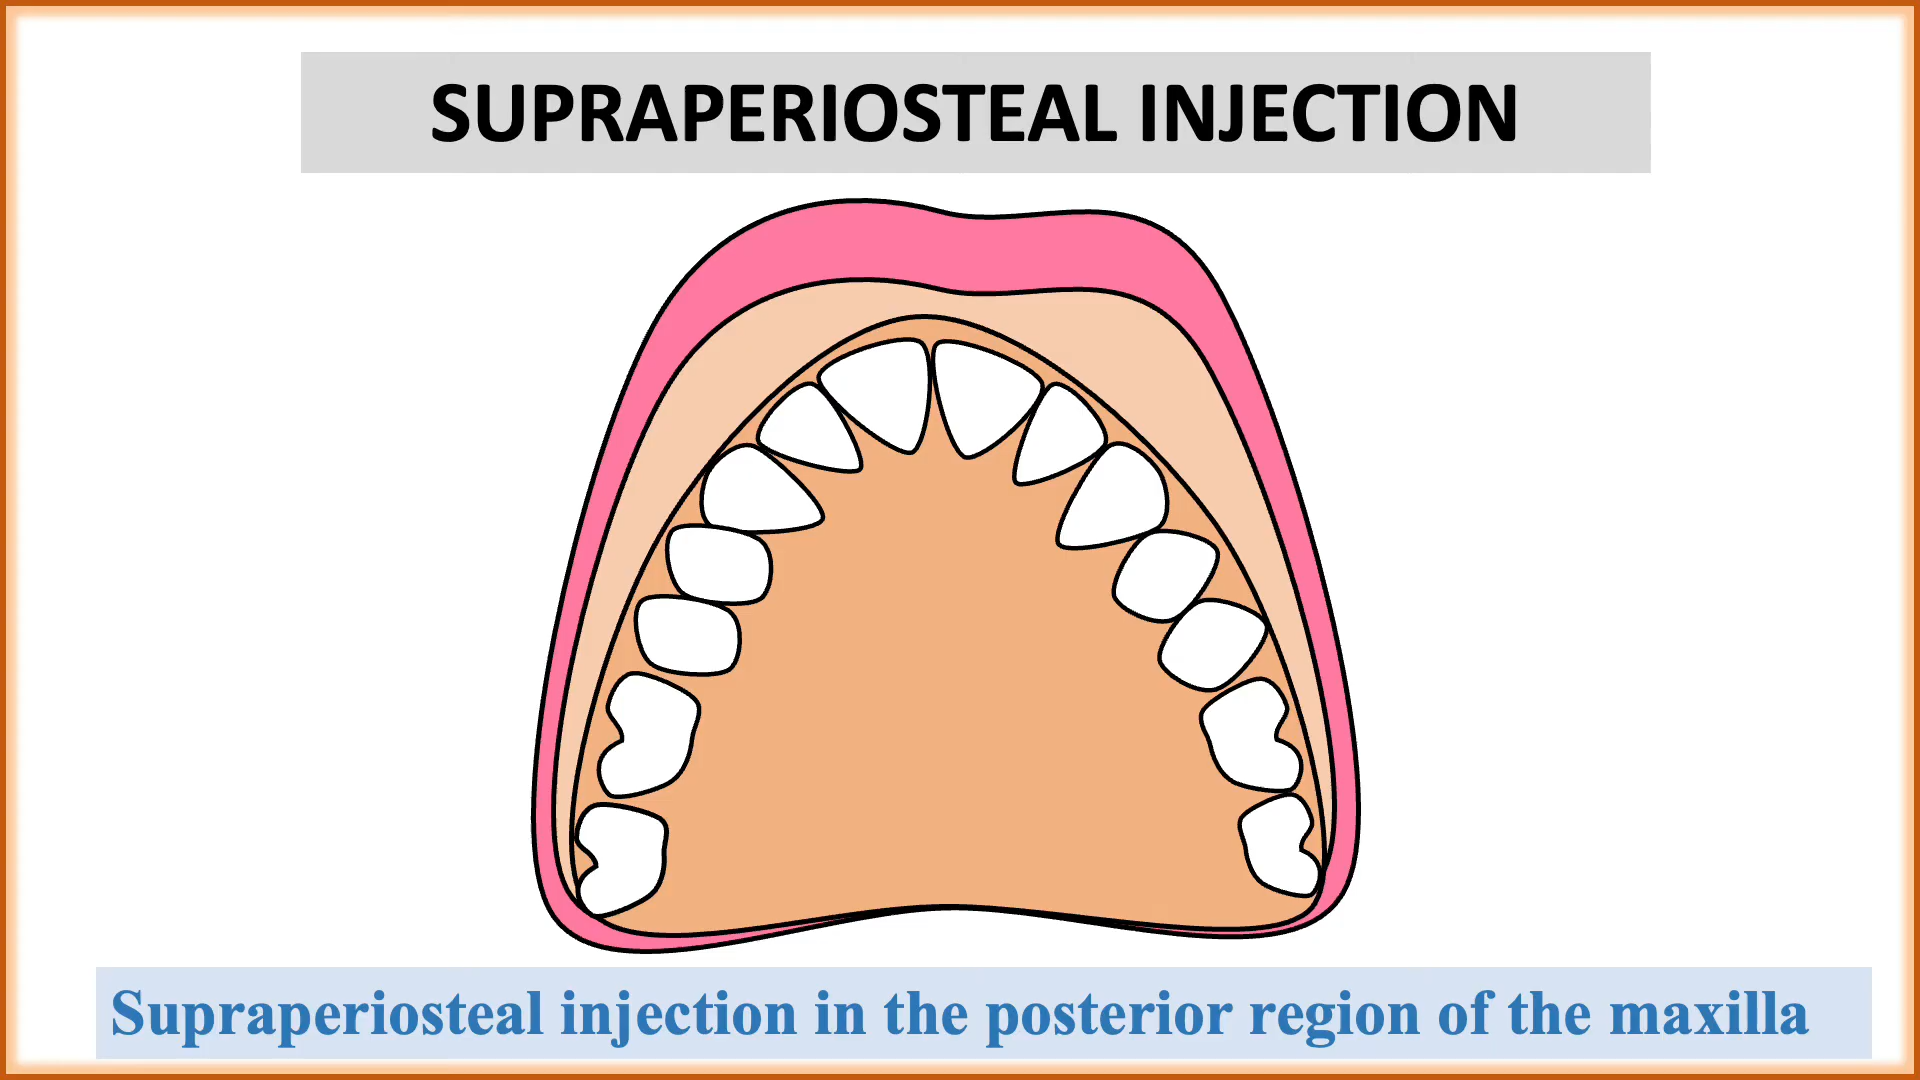 SUPRAPERIOSTEAL INJECTION
Supraperiosteal injection in the posterior region of the maxilla